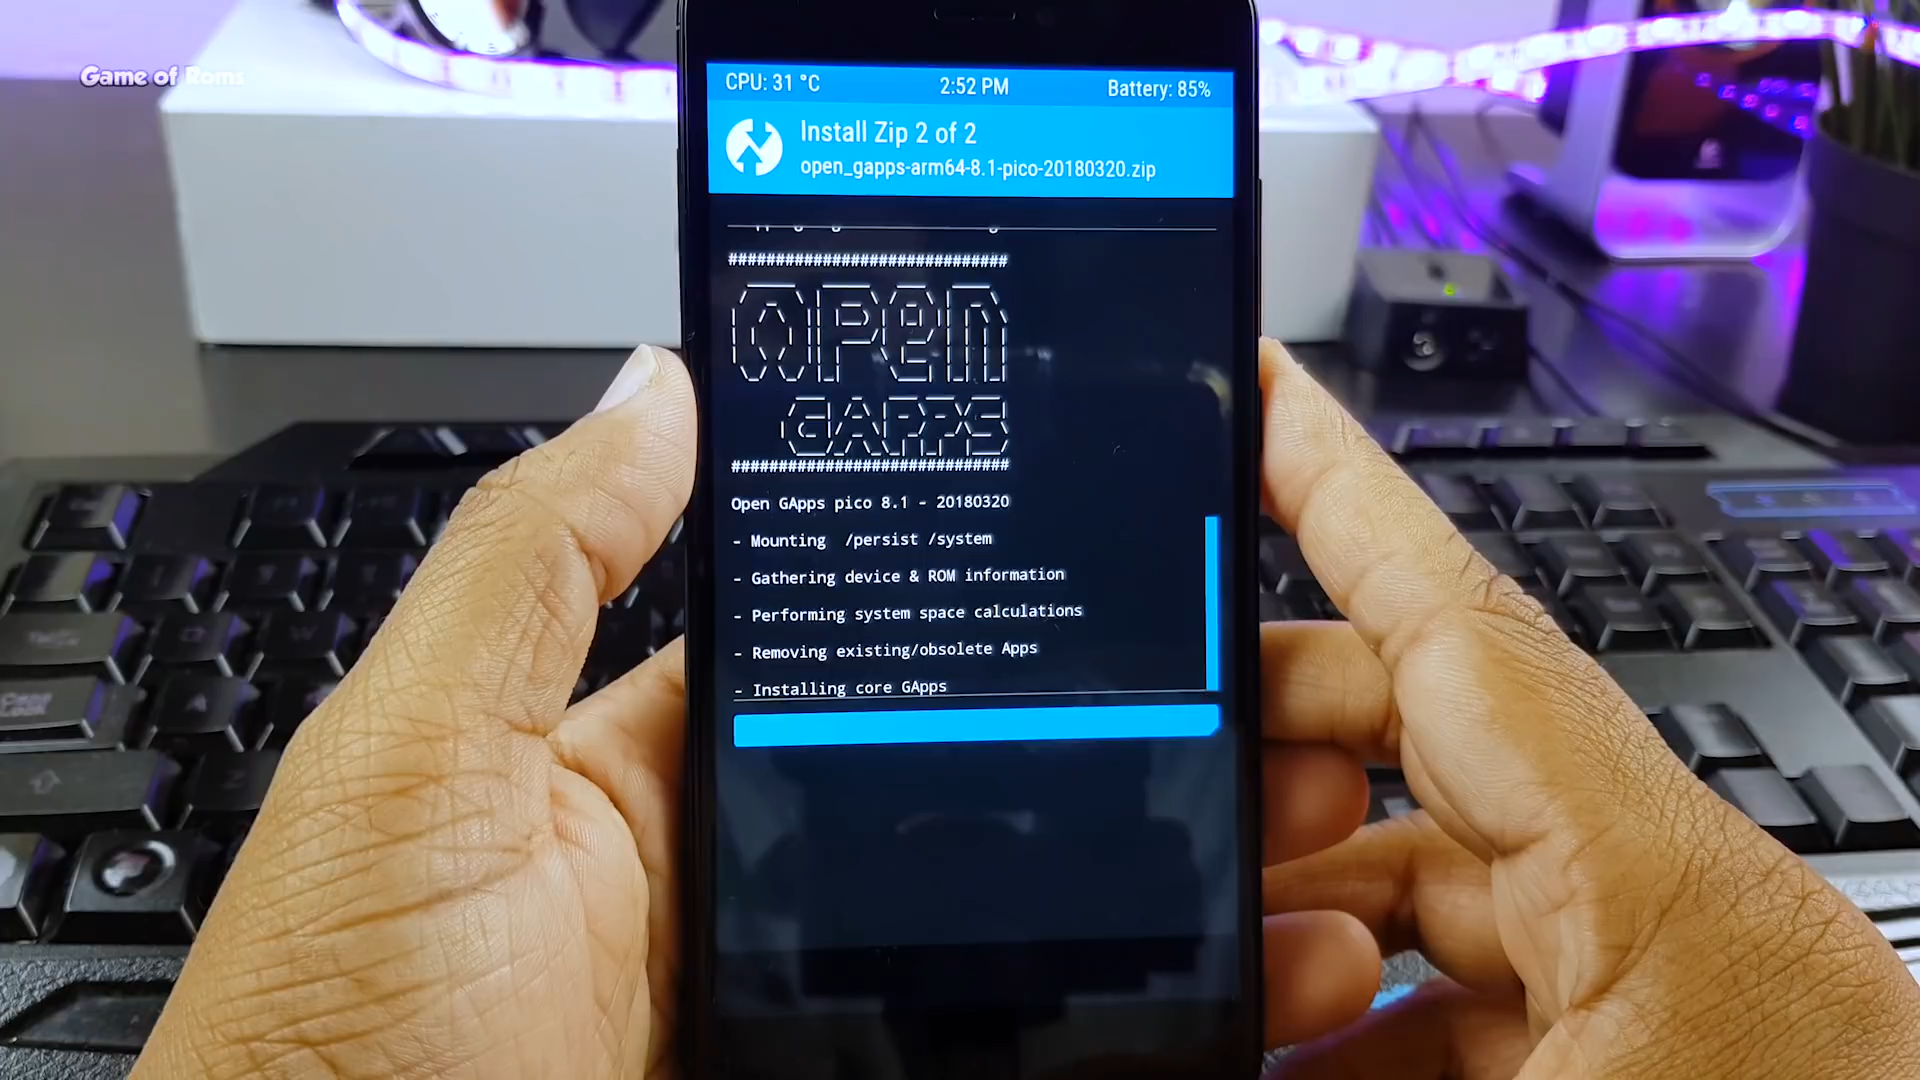 Game of Roms
CPU: 31 °C 2:52 PM Battery: 85%
Install Zip 2 of 2
open_gapps-arm64-8.1-pico-20180320.zip
############################
OPEN
GAPPS
############################
Open GApps pico 8.1 - 20180320
- Mounting /persist /system
- Gathering device & ROM information
- Performing system space calculations
- Removing existing/obsolete Apps
- Installing core GApps
Caps Lock
A
W
Z